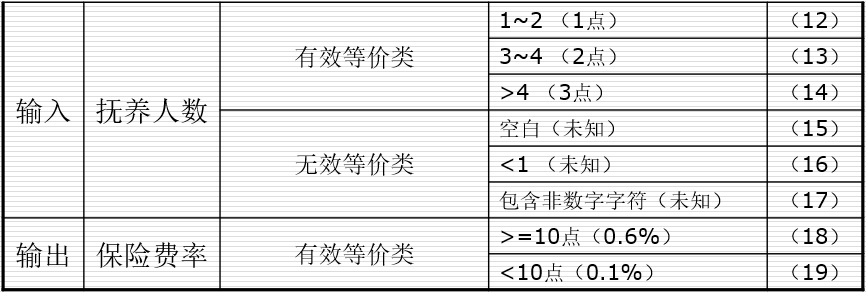 输入 抚养人数 有效等价类 1~2 (1点) (12)
3~4 (2点) (13)
>4 (3点) (14)
无效等价类 空白(未知) (15)
<1 (未知) (16)
包含非数字字符(未知) (17)
输出 保险费率 有效等价类 >=10点(0.6%) (18)
<10点(0.1%) (19)